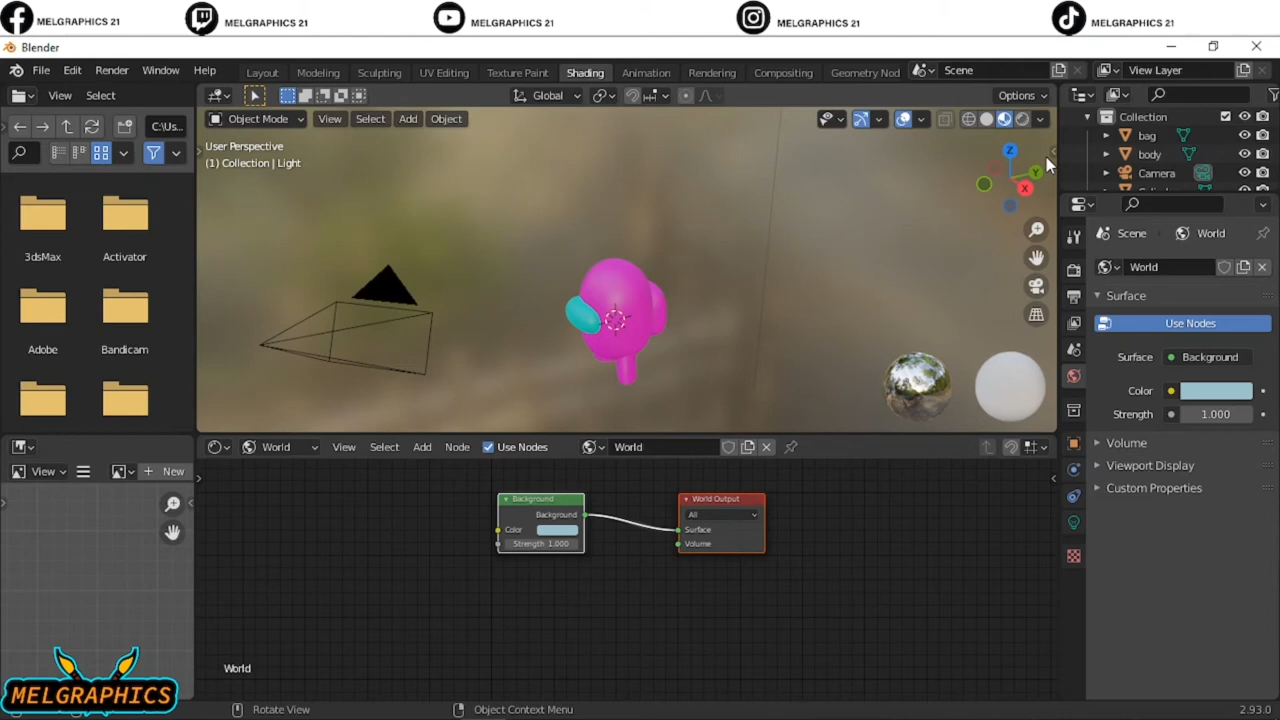 MELGRAPHICS 21
MELGRAPHICS 21
MELGRAPHICS 21
MELGRAPHICS 21
MELGRAPHICS 21
Blender
File Edit Render Window Help
Layout Modeling Sculpting UV Editing Texture Paint Shading Animation Rendering Compositing Geometry Nod
Scene
View Layer
View Select
Global
Options
C:\Us...
Object Mode View Select Add Object
User Perspective
(1) Collection | Light
Z
Y
X
3dsMax
Activator
Adobe
Bandicam
Collection
bag
body
Camera
Scene World
World
Surface
Use Nodes
Surface Background
Color
Strength 1.000
Volume
Viewport Display
Custom Properties
World View Select Add Node Use Nodes World
View New
Background
Background
Color
Strength 1.000
World Output
All
Surface
Volume
World
MELGRAPHICS
Rotate View
Object Context Menu
2.93.0